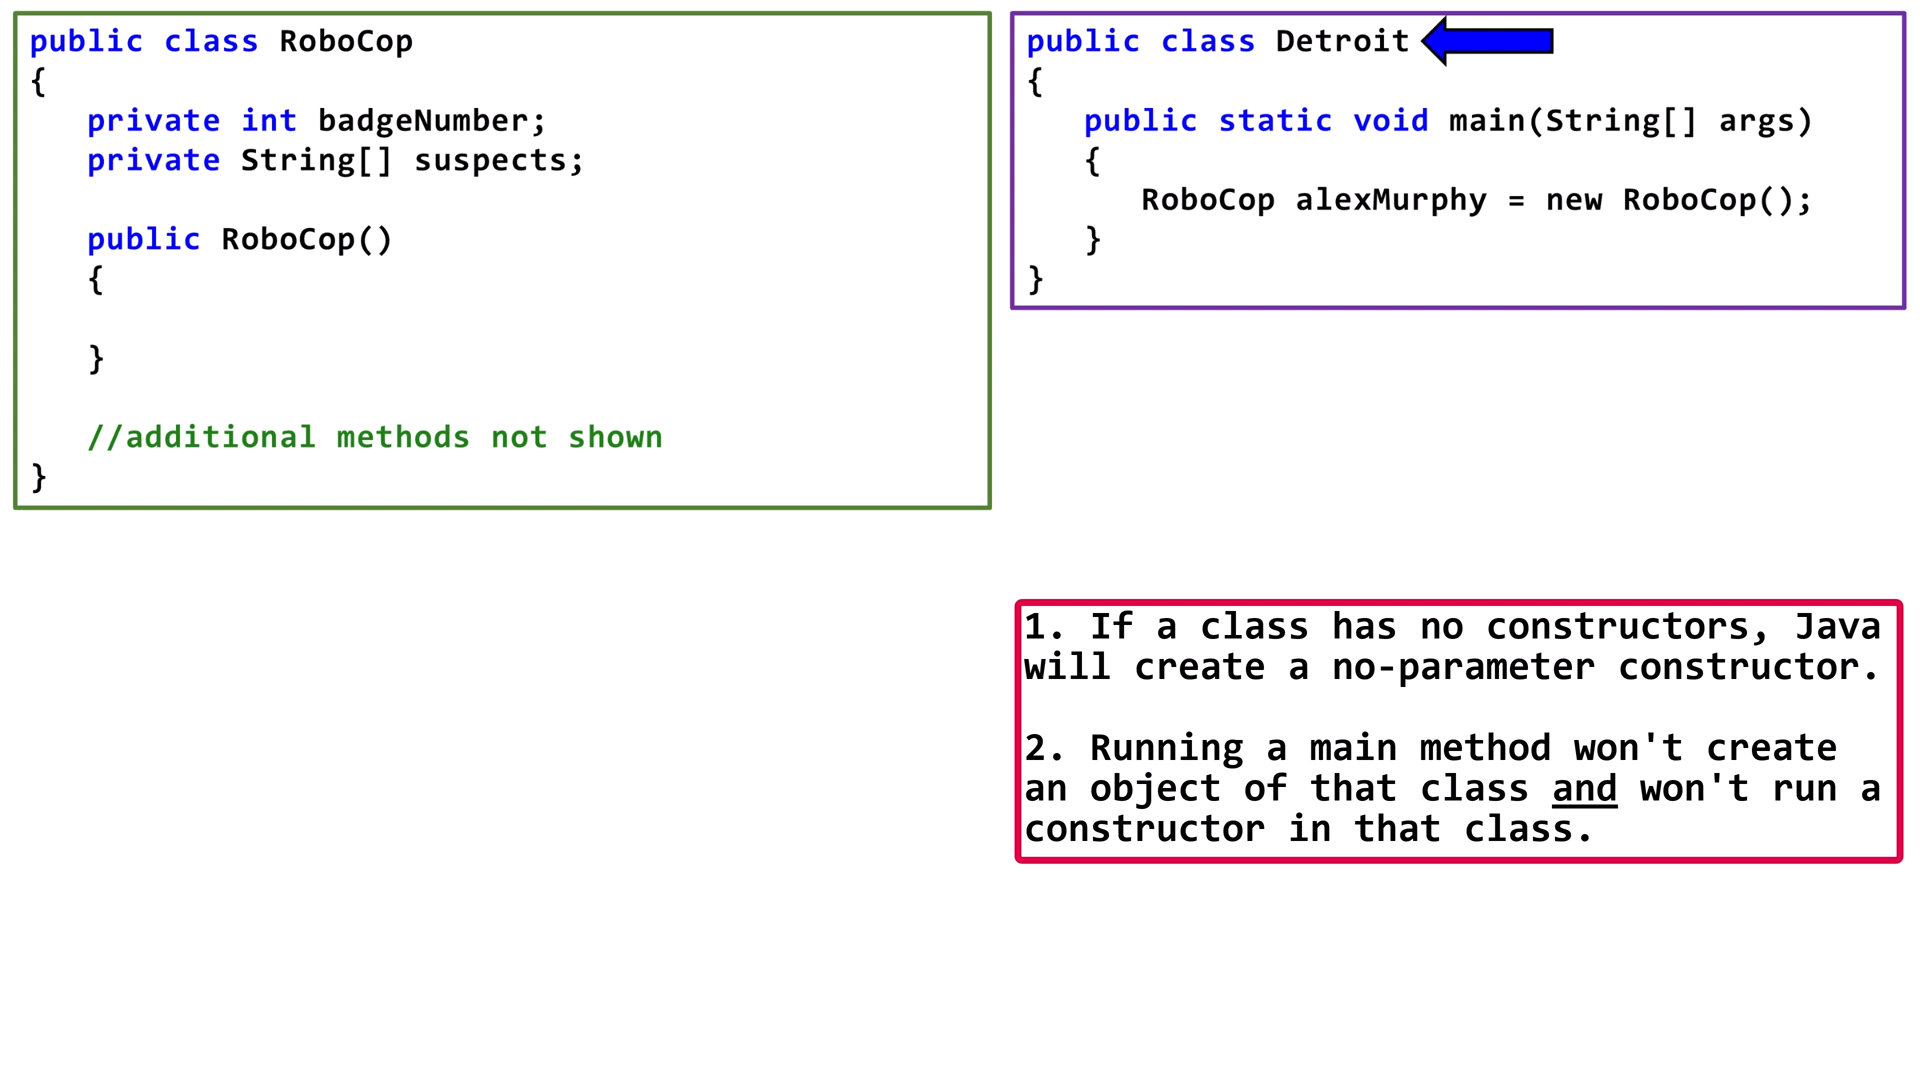 public class RoboCop
{
private int badgeNumber;
private String[] suspects;
public RoboCop()
{
}
//additional methods not shown
}
public class Detroit
{
public static void main(String[] args)
{
RoboCop alexMurphy = new RoboCop();
}
}
1. If a class has no constructors, Java
will create a no-parameter constructor.
2. Running a main method won't create
an object of that class and won't run a
constructor in that class.